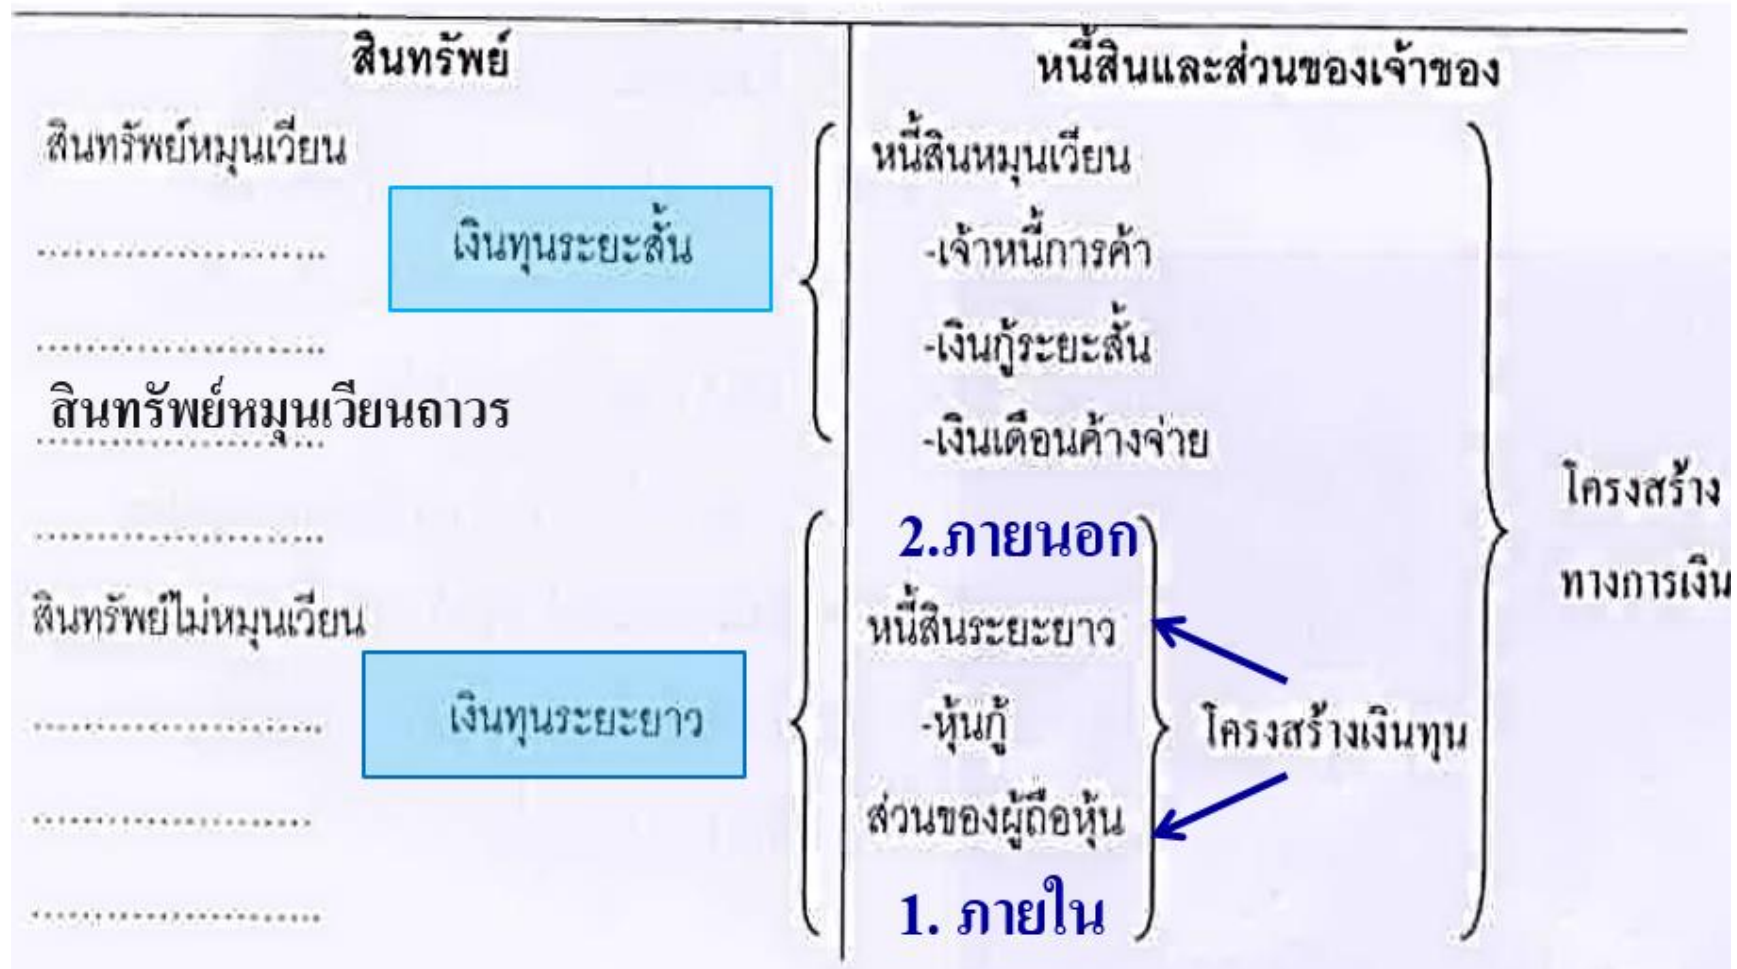 สินทรัพย์
หนี้สินและส่วนของเจ้าของ
สินทรัพย์หมุนเวียน
เงินทุนระยะสั้น
สินทรัพย์หมุนเวียนถาวร
สินทรัพย์ไม่หมุนเวียน
เงินทุนระยะยาว
หนี้สินหมุนเวียน
-เจ้าหนี้การค้า
-เงินกู้ระยะสั้น
-เงินเดือนค้างจ่าย
2.ภายนอก
หนี้สินระยะยาว
-หุ้นกู้
ส่วนของผู้ถือหุ้น
1. ภายใน
โครงสร้างเงินทุน
โครงสร้าง
ทางการเงิน